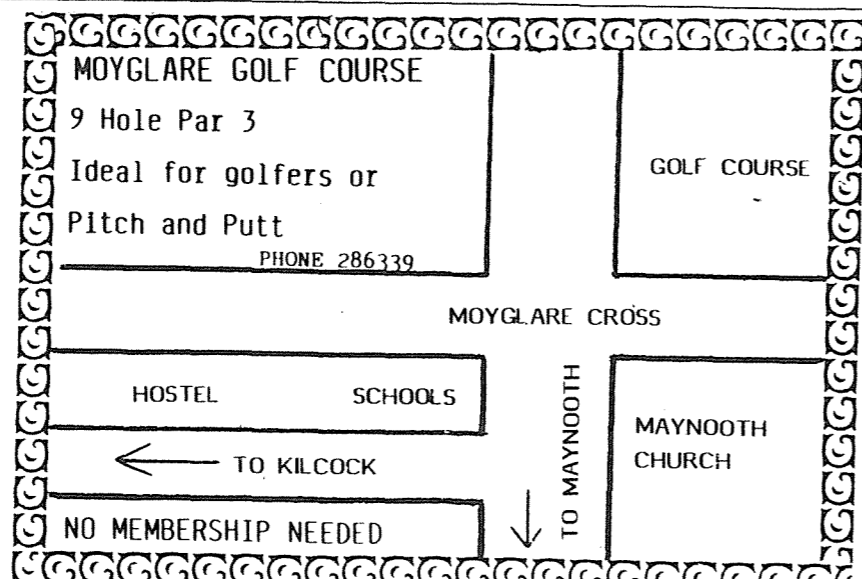 MOYGLARE GOLF COURSE
9 Hole Par 3
Ideal for golfers or
Pitch and Putt
PHONE 286339
GOLF COURSE
MOYGLARE CROSS
HOSTEL
SCHOOLS
TO MAYNOOTH
MAYNOOTH
CHURCH
TO KILCOCK
NO MEMBERSHIP NEEDED